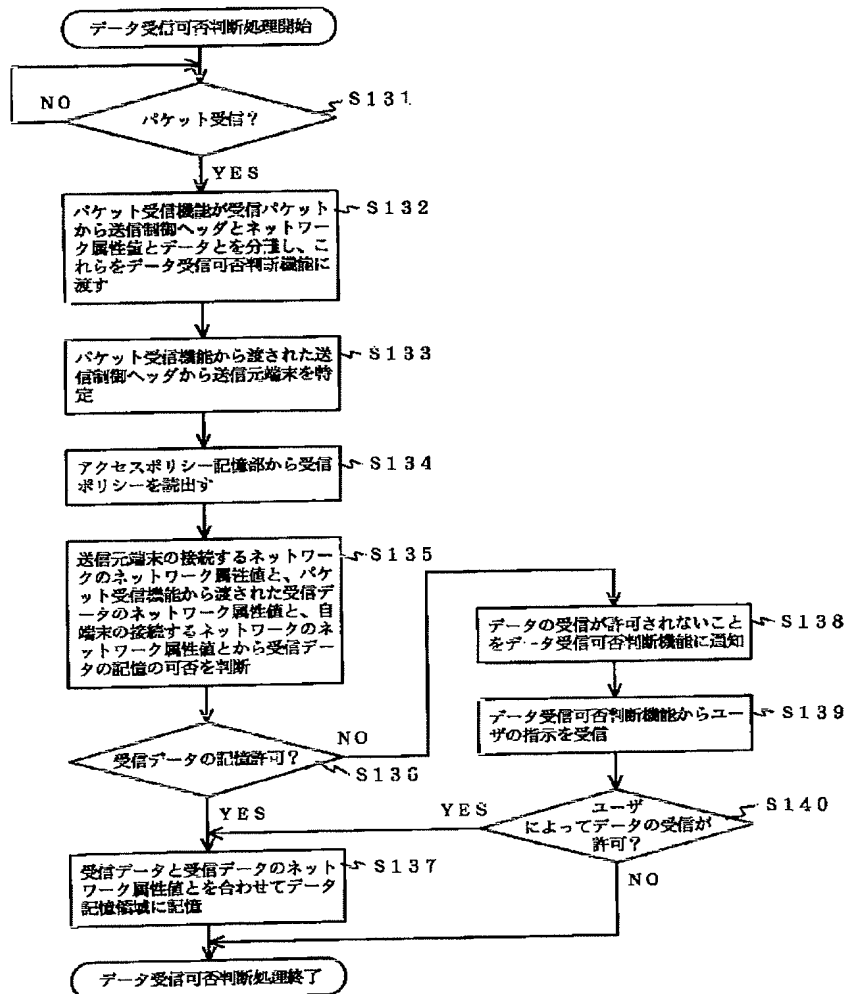 データ受信可否判断処理開始
NO
S131
パケット受信？
YES
パケット受信機能が受信パケット
から送信制御ヘッダとネットワー
ク属性値とデータとを分離し、こ
れらをデータ受信可否判断機能に
渡す
S132
パケット受信機能から渡された送
信制御ヘッダから送信元端末を特
定
S133
アクセスポリシー記憶部から受信
ポリシーを読出す
S134
送信元端末の接続するネットワー
クのネットワーク属性値と、パケッ
ト受信機能から渡された受信デー
タのネットワーク属性値と、自
端末の接続するネットワークのネ
ットワーク属性値とから受信デー
タの記憶の可否を判断
S135
受信データの記憶許可？
NO
S136
YES
受信データと受信データのネット
ワーク属性値とを合わせてデータ
記憶領域に記憶
S137
データの受信が許可されないこと
をデータ受信可否判断機能に通知
S138
データ受信可否判断機能からユー
ザの指示を受信
S139
ユーザ
によってデータの受信が
許可？
S140
YES
NO
データ受信可否判断処理終了